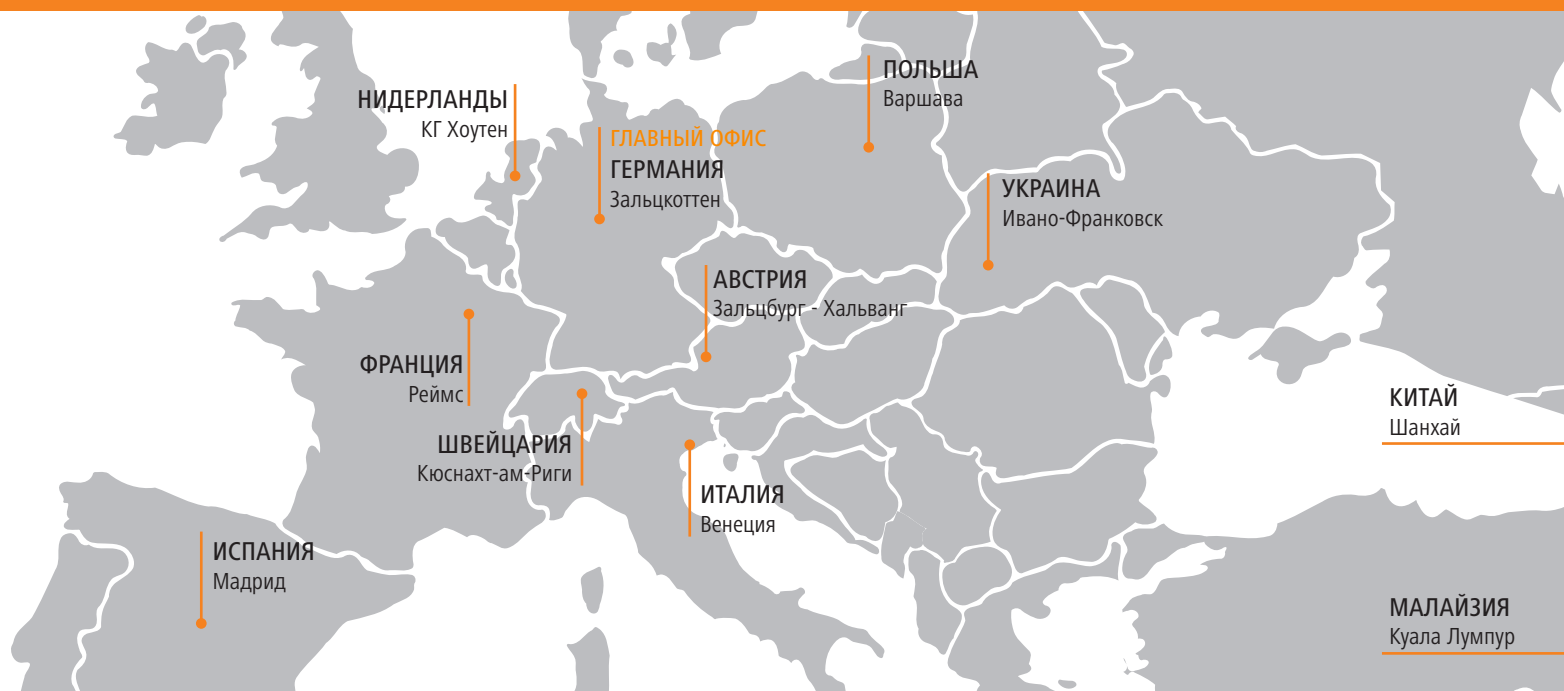 ПОЛЬША
Варшава
НИДЕРЛАНДЫ
КГ Хоутен
ГЛАВНЫЙ ОФИС
ГЕРМАНИЯ
Зальцкоттен
УКРАИНА
Ивано-Франковск
АВСТРИЯ
Зальцбург - Хальванг
ФРАНЦИЯ
Реймс
КИТАЙ
Шанхай
ШВЕЙЦАРИЯ
Кюснахт-ам-Риги
ИТАЛИЯ
Венеция
ИСПАНИЯ
Мадрид
МАЛАЙЗИЯ
Куала Лумпур